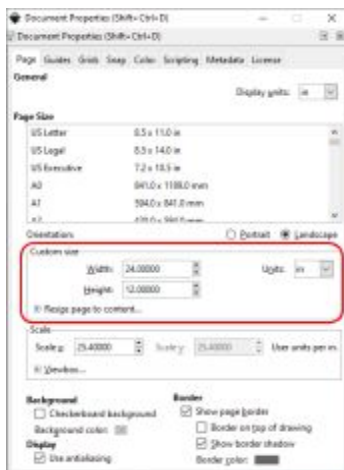 Document Properties (Shift+Ctrl+D)
Document Properties (Shift+Ctrl+D)
Page Guides Grids Snap Color Scripting Metadata License
General
Display units: in
Page Size
US Letter 8.5 x 11.0 in
US Legal 8.5 x 14.0 in
US Executive 7.2 x 10.5 in
A0 841.0 x 1189.0 mm
A1 594.0 x 841.0 mm
Orientation: Portrait Landscape
Custom size
Width: 24.00000 Units: in
Height: 12.00000
Resize page to content...
Scale
Scale x: 25.40000 Scale y: 25.40000 User units per in.
Viewbox...
Background Border
Checkerboard background Show page border
Background color: Border on top of drawing
Display Show border shadow
Use antialiasing Border color: